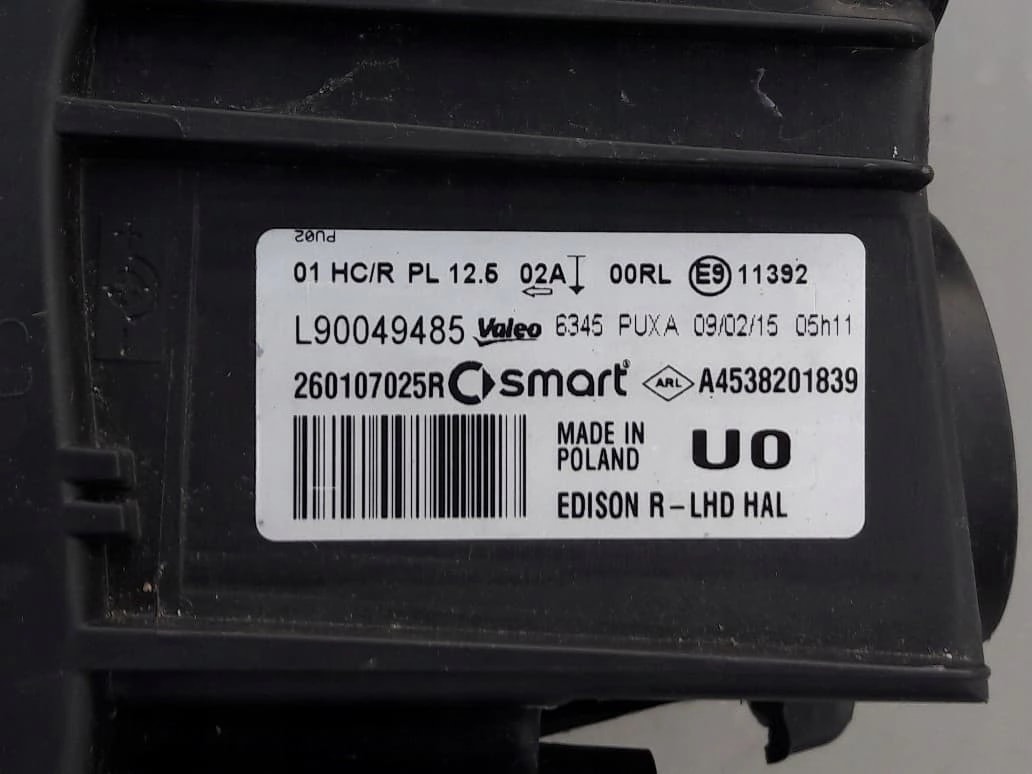 PU02
01 HC/R PL 12.5 02A 00RL E9 11392
L90049485 Valeo 6345 PUXA 09/02/15 05h11
260107025R smart ARL A4538201839
MADE IN
POLAND
U0
EDISON R-LHD HAL